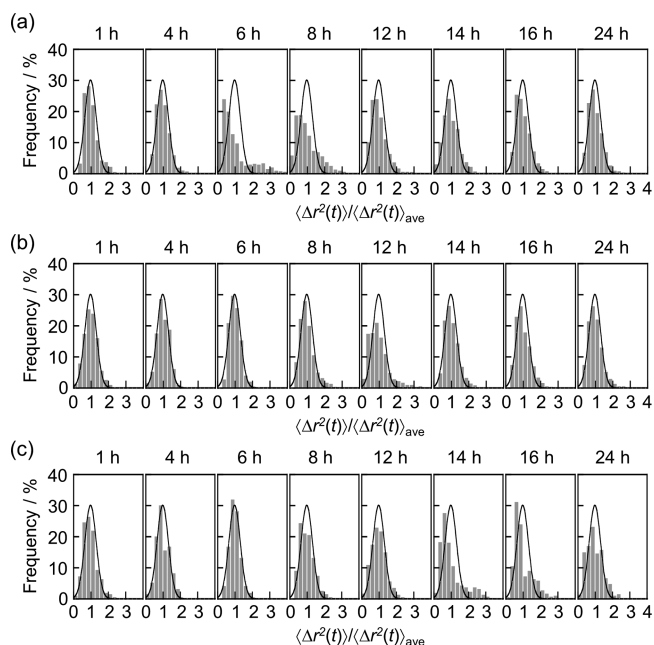 (a)
1 h 4 h 6 h 8 h 12 h 14 h 16 h 24 h
Frequency / %
40
30
20
10
0
0 1 2 3 0 1 2 3 0 1 2 3 0 1 2 3 0 1 2 3 0 1 2 3 0 1 2 3 0 1 2 3 4
⟨Δr²(t)⟩/⟨Δr²(t)⟩ave
(b)
1 h 4 h 6 h 8 h 12 h 14 h 16 h 24 h
Frequency / %
40
30
20
10
0
0 1 2 3 0 1 2 3 0 1 2 3 0 1 2 3 0 1 2 3 0 1 2 3 0 1 2 3 0 1 2 3 4
⟨Δr²(t)⟩/⟨Δr²(t)⟩ave
(c)
1 h 4 h 6 h 8 h 12 h 14 h 16 h 24 h
Frequency / %
40
30
20
10
0
0 1 2 3 0 1 2 3 0 1 2 3 0 1 2 3 0 1 2 3 0 1 2 3 0 1 2 3 0 1 2 3 4
⟨Δr²(t)⟩/⟨Δr²(t)⟩ave